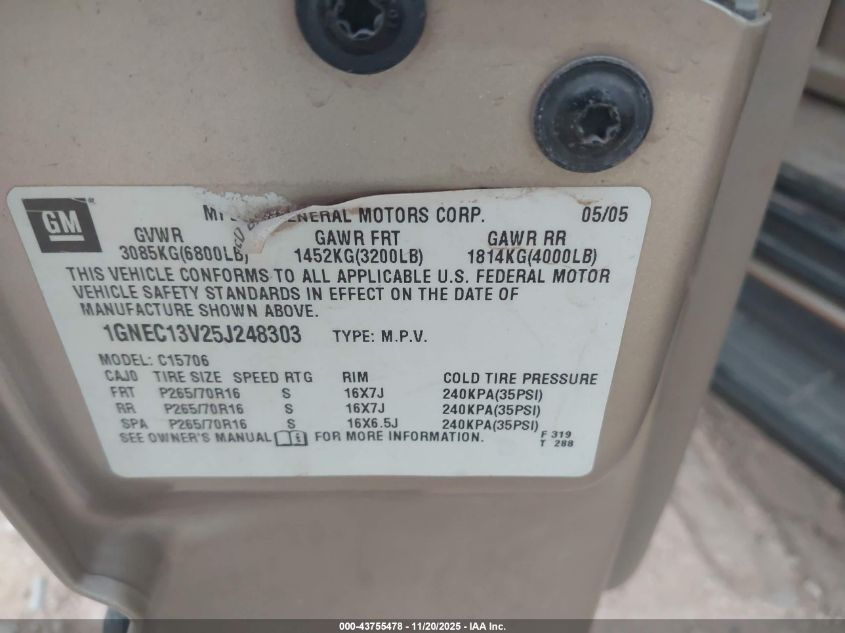 GM
GENERAL MOTORS CORP. 05/05
GVWR GAWR FRT GAWR RR
3085KG(6800LB) 1452KG(3200LB) 1814KG(4000LB)
THIS VEHICLE CONFORMS TO ALL APPLICABLE U.S. FEDERAL MOTOR
VEHICLE SAFETY STANDARDS IN EFFECT ON THE DATE OF
MANUFACTURE SHOWN ABOVE.
1GNEC13V25J248303 TYPE: M.P.V.
MODEL: C15706
CAJ0 TIRE SIZE SPEED RTG RIM COLD TIRE PRESSURE
FRT P265/70R16 S 16X7J 240KPA(35PSI)
RR P265/70R16 S 16X7J 240KPA(35PSI)
SPA P265/70R16 S 16X6.5J 240KPA(35PSI)
SEE OWNER'S MANUAL FOR MORE INFORMATION.
F 319
T 288
000-43755478 - 11/20/2025 - IAA Inc.